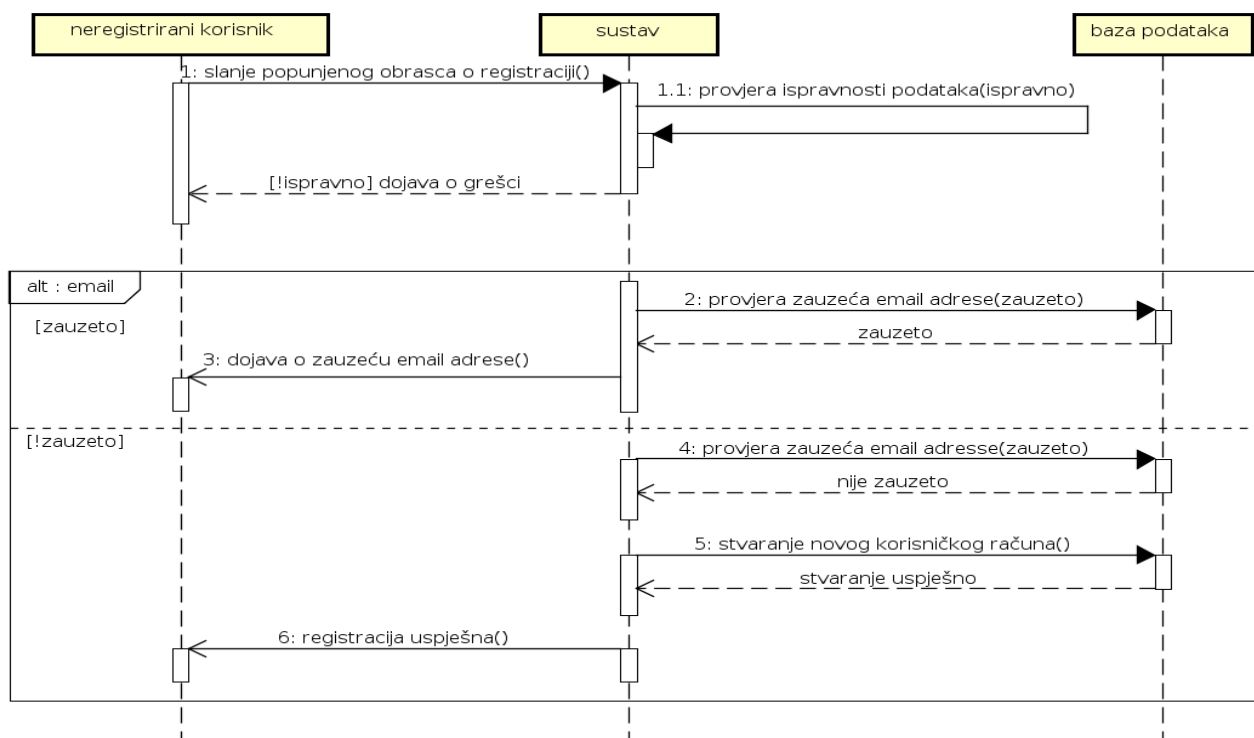 neregistrirani korisnik
sustav
baza podataka
1: slanje popunjenog obrasca o registraciji()
1.1: provjera ispravnosti podataka(ispravno)
[!ispravno] dojava o grešci
alt : email
2: provjera zauzeća email adrese(zauzeto)
[zauzeto]
zauzeto
3: dojava o zauzeću email adrese()
[!zauzeto]
4: provjera zauzeća email adresse(zauzeto)
nije zauzeto
5: stvaranje novog korisničkog računa()
stvaranje uspješno
6: registracija uspješna()